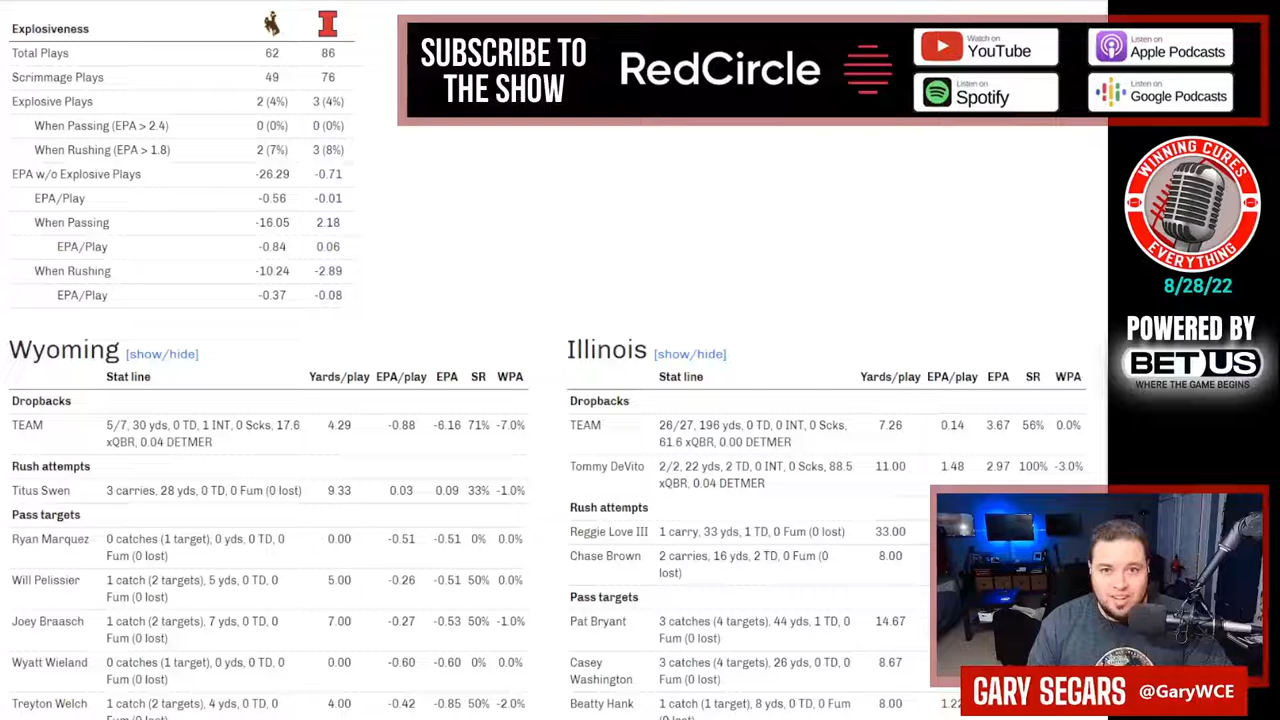 Explosiveness
Total Plays 62 86
Scrimmage Plays 49 76
Explosive Plays 2 (4%) 3 (4%)
When Passing (EPA > 2.4) 0 (0%) 0 (0%)
When Rushing (EPA > 1.8) 2 (7%) 3 (8%)
EPA w/o Explosive Plays -26.29 -0.71
EPA/Play -0.56 -0.01
When Passing -16.05 2.18
EPA/Play -0.84 0.06
When Rushing -10.24 -2.89
EPA/Play -0.37 -0.08
SUBSCRIBE TO
THE SHOW
RedCircle
Watch on
YouTube
Listen on
Apple Podcasts
Listen on
Spotify
Listen on
Google Podcasts
WINNING CURES
EVERYTHING
8/28/22
POWERED BY
BETUS
WHERE THE GAME BEGINS
Wyoming [show/hide]
Stat line Yards/play EPA/play EPA SR WPA
Dropbacks
TEAM 5/7, 30 yds, 0 TD, 1 INT, 0 Scks, 17.6 4.29 -0.88 -6.16 71% -7.0%
xQBR, 0.04 DETMER
Rush attempts
Titus Swen 3 carries, 28 yds, 0 TD, 0 Fum (0 lost) 9.33 0.03 0.09 33% -1.0%
Pass targets
Ryan Marquez 0 catches (1 target), 0 yds, 0 TD, 0 0.00 -0.51 -0.51 0% 0.0%
Fum (0 lost)
Will Pelissier 1 catch (2 targets), 5 yds, 0 TD, 0 5.00 -0.26 -0.51 50% 0.0%
Fum (0 lost)
Joey Braasch 1 catch (2 targets), 7 yds, 0 TD, 0 7.00 -0.27 -0.53 50% -1.0%
Fum (0 lost)
Wyatt Wieland 0 catches (1 target), 0 yds, 0 TD, 0 0.00 -0.60 -0.60 0% 0.0%
Fum (0 lost)
Treyton Welch 1 catch (2 targets), 4 yds, 0 TD, 0 4.00 -0.42 -0.85 50% -2.0%
Illinois [show/hide]
Stat line Yards/play EPA/play EPA SR WPA
Dropbacks
TEAM 26/27, 196 yds, 0 TD, 0 INT, 0 Scks, 7.26 0.14 3.67 56% 0.0%
61.6 xQBR, 0.00 DETMER
Tommy DeVito 2/2, 22 yds, 2 TD, 0 INT, 0 Scks, 88.5 11.00 1.48 2.97 100% -3.0%
xQBR, 0.04 DETMER
Rush attempts
Reggie Love III 1 carry, 33 yds, 1 TD, 0 Fum (0 lost) 33.00
Chase Brown 2 carries, 16 yds, 2 TD, 0 Fum (0 8.00
lost)
Pass targets
Pat Bryant 3 catches (4 targets), 44 yds, 1 TD, 0 14.67
Fum (0 lost)
Casey 3 catches (4 targets), 26 yds, 0 TD, 0 8.67
Washington Fum (0 lost)
Beatty Hank 1 catch (1 target), 8 yds, 0 TD, 0 8.00
GARY SEGARS @GaryWCE